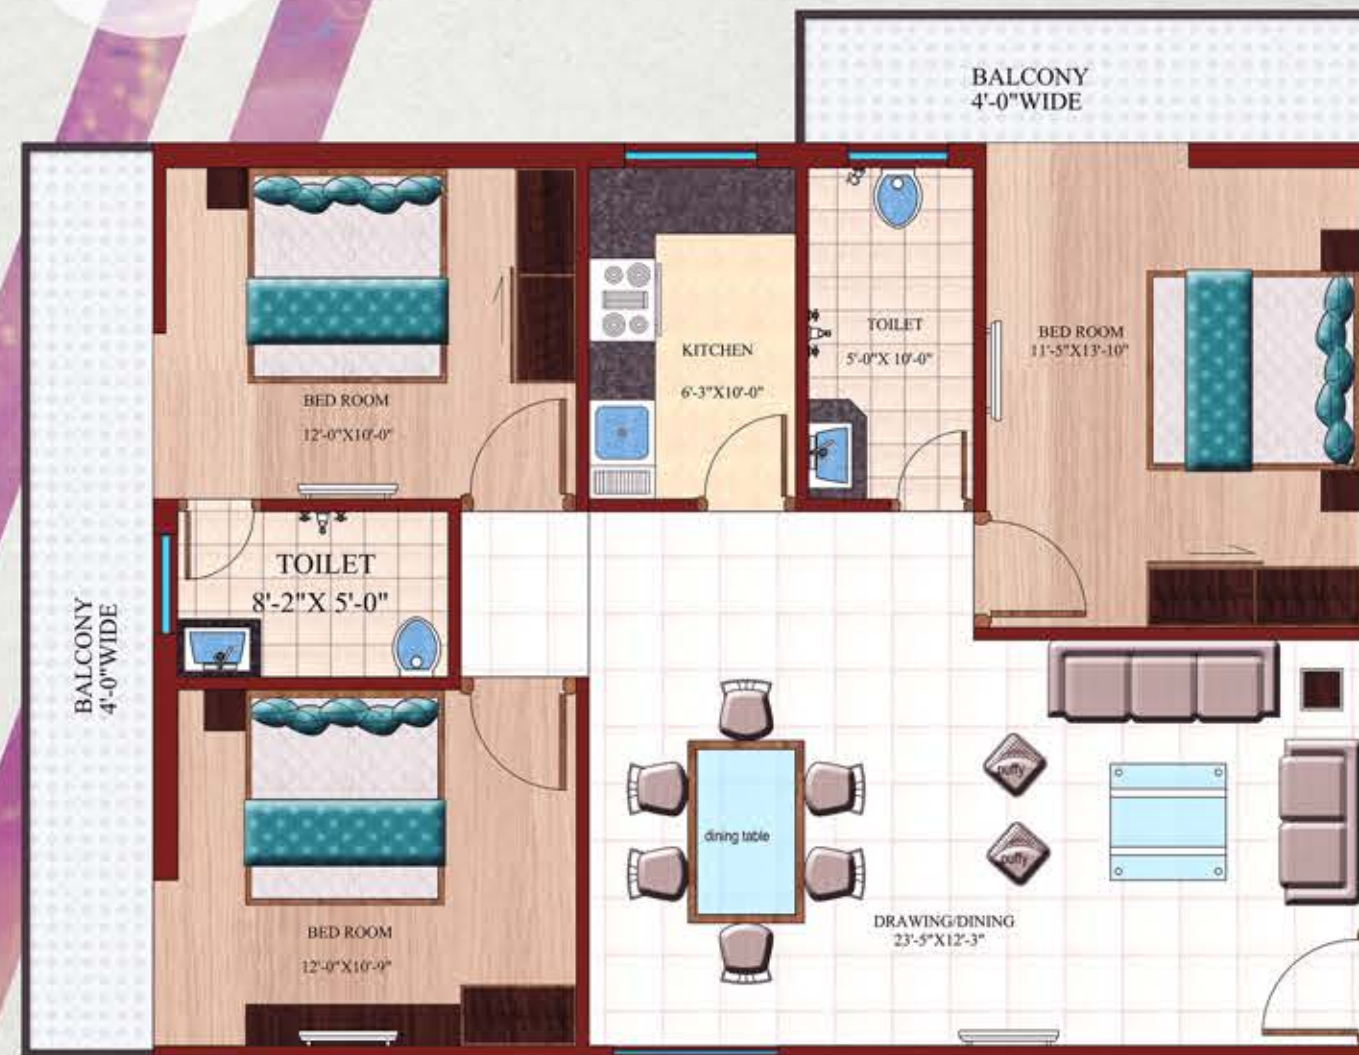 BALCONY
4'-0"WIDE
TOILET
5'-0"X 10'-0"
BED ROOM
11'-5"X13'-10"
KITCHEN
6'-3"X10'-0"
BED ROOM
12'-0"X10'-0"
TOILET
8'-2"X 5'-0"
BALCONY
4'-0"WIDE
puffy
dining table
puffy
DRAWING/DINING
23'-5"X12'-3"
BED ROOM
12'-0"X10'-9"